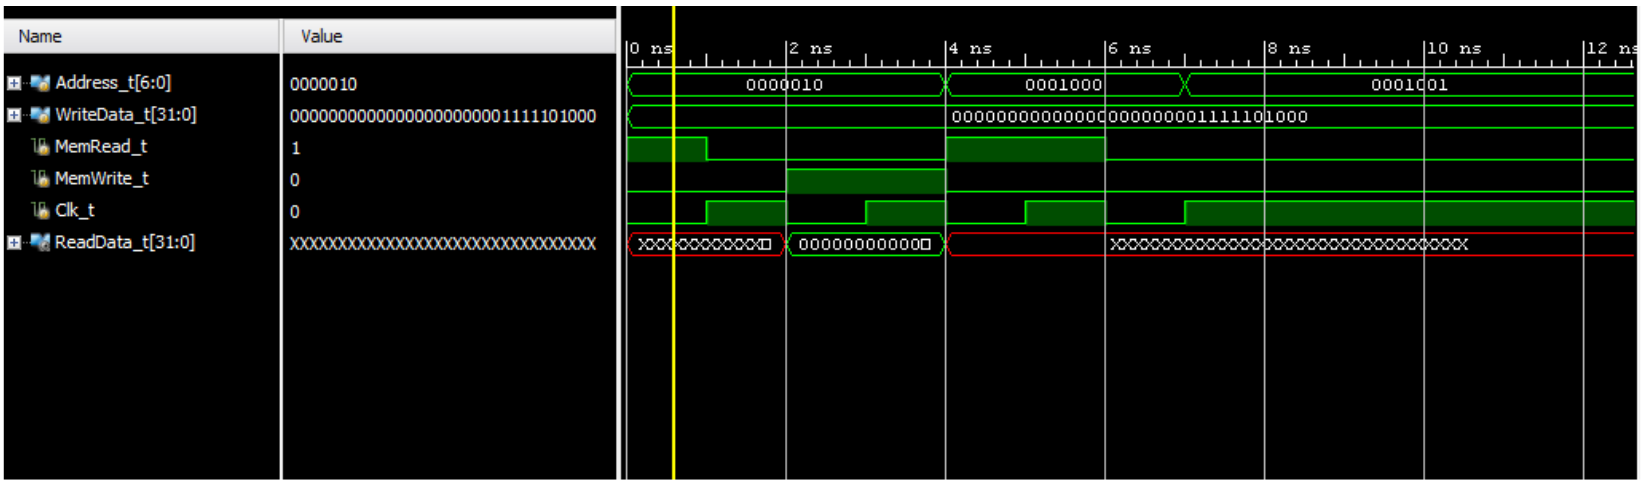 Name Value
0 ns 2 ns 4 ns 6 ns 8 ns 10 ns 12 ns
Address_t[6:0] 0000010 0000010 0001000 0001001
WriteData_t[31:0] 00000000000000000000001111101000 00000000000000000000001111101000
MemRead_t 1
MemWrite_t 0
Clk_t 0
ReadData_t[31:0] XXXXXXXXXXXXXXXXXXXXXXXXXXXXXXXX XXXXXXXXXXX□ 00000000000□ XXXXXXXXXXXXXXXXXXXXXXXXXXXXXXXX